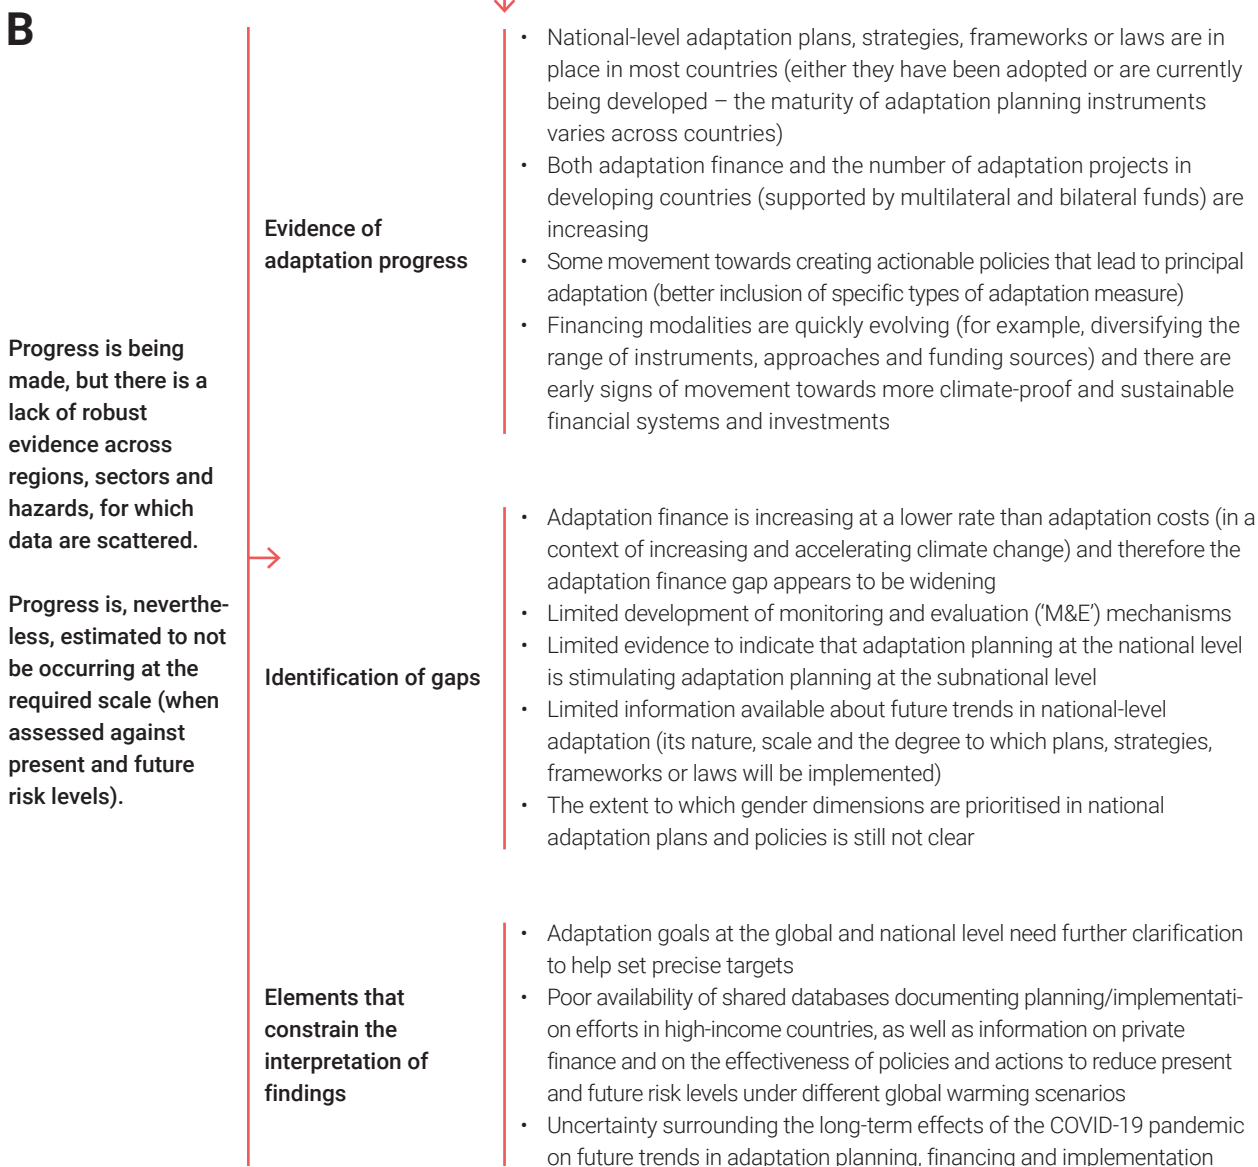 B
Progress is being
made, but there is a
lack of robust
evidence across
regions, sectors and
hazards, for which
data are scattered.
Progress is, neverthe-
less, estimated to not
be occurring at the
required scale (when
assessed against
present and future
risk levels).
Evidence of
adaptation progress
• National-level adaptation plans, strategies, frameworks or laws are in
place in most countries (either they have been adopted or are currently
being developed – the maturity of adaptation planning instruments
varies across countries)
• Both adaptation finance and the number of adaptation projects in
developing countries (supported by multilateral and bilateral funds) are
increasing
• Some movement towards creating actionable policies that lead to principal
adaptation (better inclusion of specific types of adaptation measure)
• Financing modalities are quickly evolving (for example, diversifying the
range of instruments, approaches and funding sources) and there are
early signs of movement towards more climate-proof and sustainable
financial systems and investments
Identification of gaps
• Adaptation finance is increasing at a lower rate than adaptation costs (in a
context of increasing and accelerating climate change) and therefore the
adaptation finance gap appears to be widening
• Limited development of monitoring and evaluation (‘M&E’) mechanisms
• Limited evidence to indicate that adaptation planning at the national level
is stimulating adaptation planning at the subnational level
• Limited information available about future trends in national-level
adaptation (its nature, scale and the degree to which plans, strategies,
frameworks or laws will be implemented)
• The extent to which gender dimensions are prioritised in national
adaptation plans and policies is still not clear
Elements that
constrain the
interpretation of
findings
• Adaptation goals at the global and national level need further clarification
to help set precise targets
• Poor availability of shared databases documenting planning/implementati-
on efforts in high-income countries, as well as information on private
finance and on the effectiveness of policies and actions to reduce present
and future risk levels under different global warming scenarios
• Uncertainty surrounding the long-term effects of the COVID-19 pandemic
on future trends in adaptation planning, financing and implementation